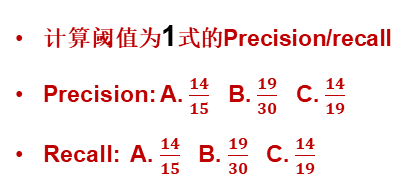 • 计算阈值为1式的Precision/recall
• Precision: A. 14/15 B. 19/30 C. 14/19
• Recall: A. 14/15 B. 19/30 C. 14/19